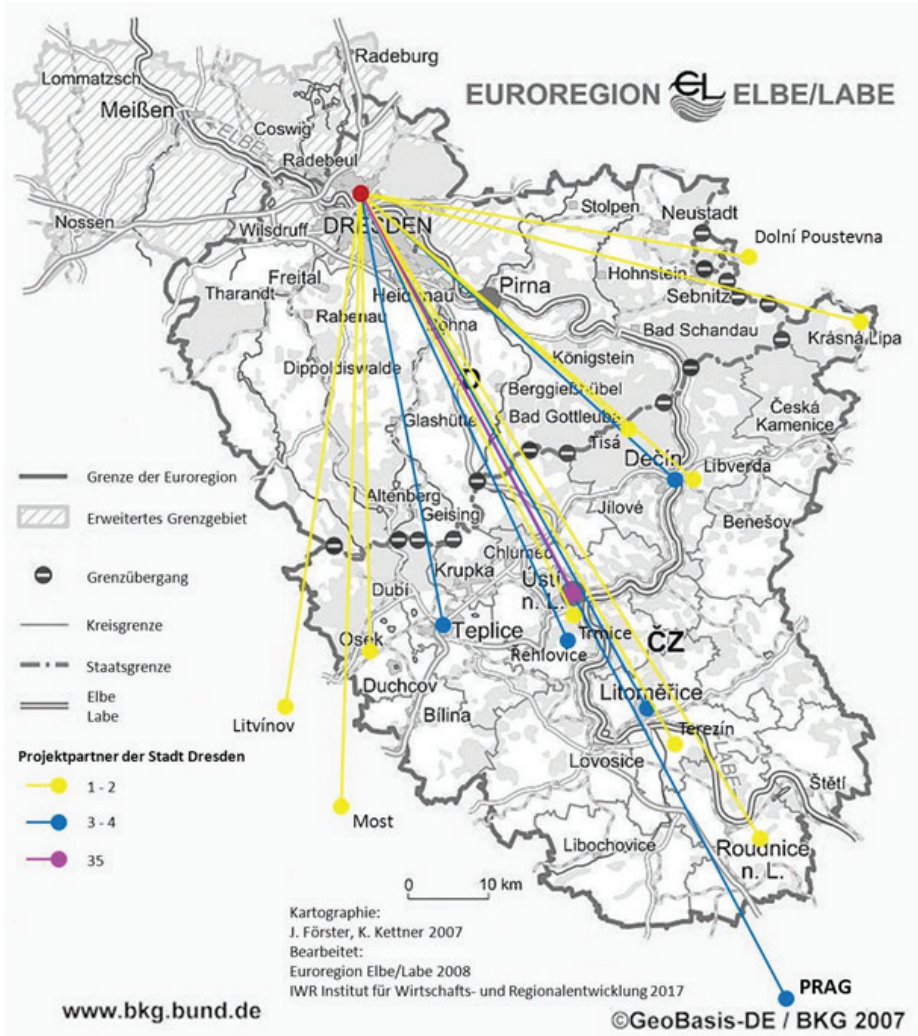 EUROREGION EL ELBE/LABE
Radeburg
Lommatzsch
Meißen
Coswig
ELBE
Radebeul
Nossen
Wilsdruff
DRESDEN
Stolpen
Neustadt
Dolní Poustevna
Hohnstein
Sebnitz
Freital
Tharandt
Rabenau
Heidenau
Pirna
Dohna
Bad Schandau
Krásná Lípa
Königstein
Dippoldiswalde
Berggießhübel
Glashütte
Bad Gottleuba
Česká
Kamenice
Tisá
Děčín
Libverda
Altenberg
Geising
Jílové
Benešov
Chlumec
Krupka
Ústí
n. L.
Dubí
Teplice
Trmice
Řehlovice
ČZ
Osek
Duchcov
Litoměřice
Litvínov
Bílina
Terezín
Lovosice
LABE
Štětí
Most
Libochovice
Roudnice
n. L.
PRAG
Grenze der Euroregion
Erweitertes Grenzgebiet
Grenzübergang
Kreisgrenze
Staatsgrenze
Elbe
Labe
Projektpartner der Stadt Dresden
1 - 2
3 - 4
35
0 10 km
Kartographie:
J. Förster, K. Kettner 2007
Bearbeitet:
Euroregion Elbe/Labe 2008
IWR Institut für Wirtschafts- und Regionalentwicklung 2017
www.bkg.bund.de
©GeoBasis-DE / BKG 2007